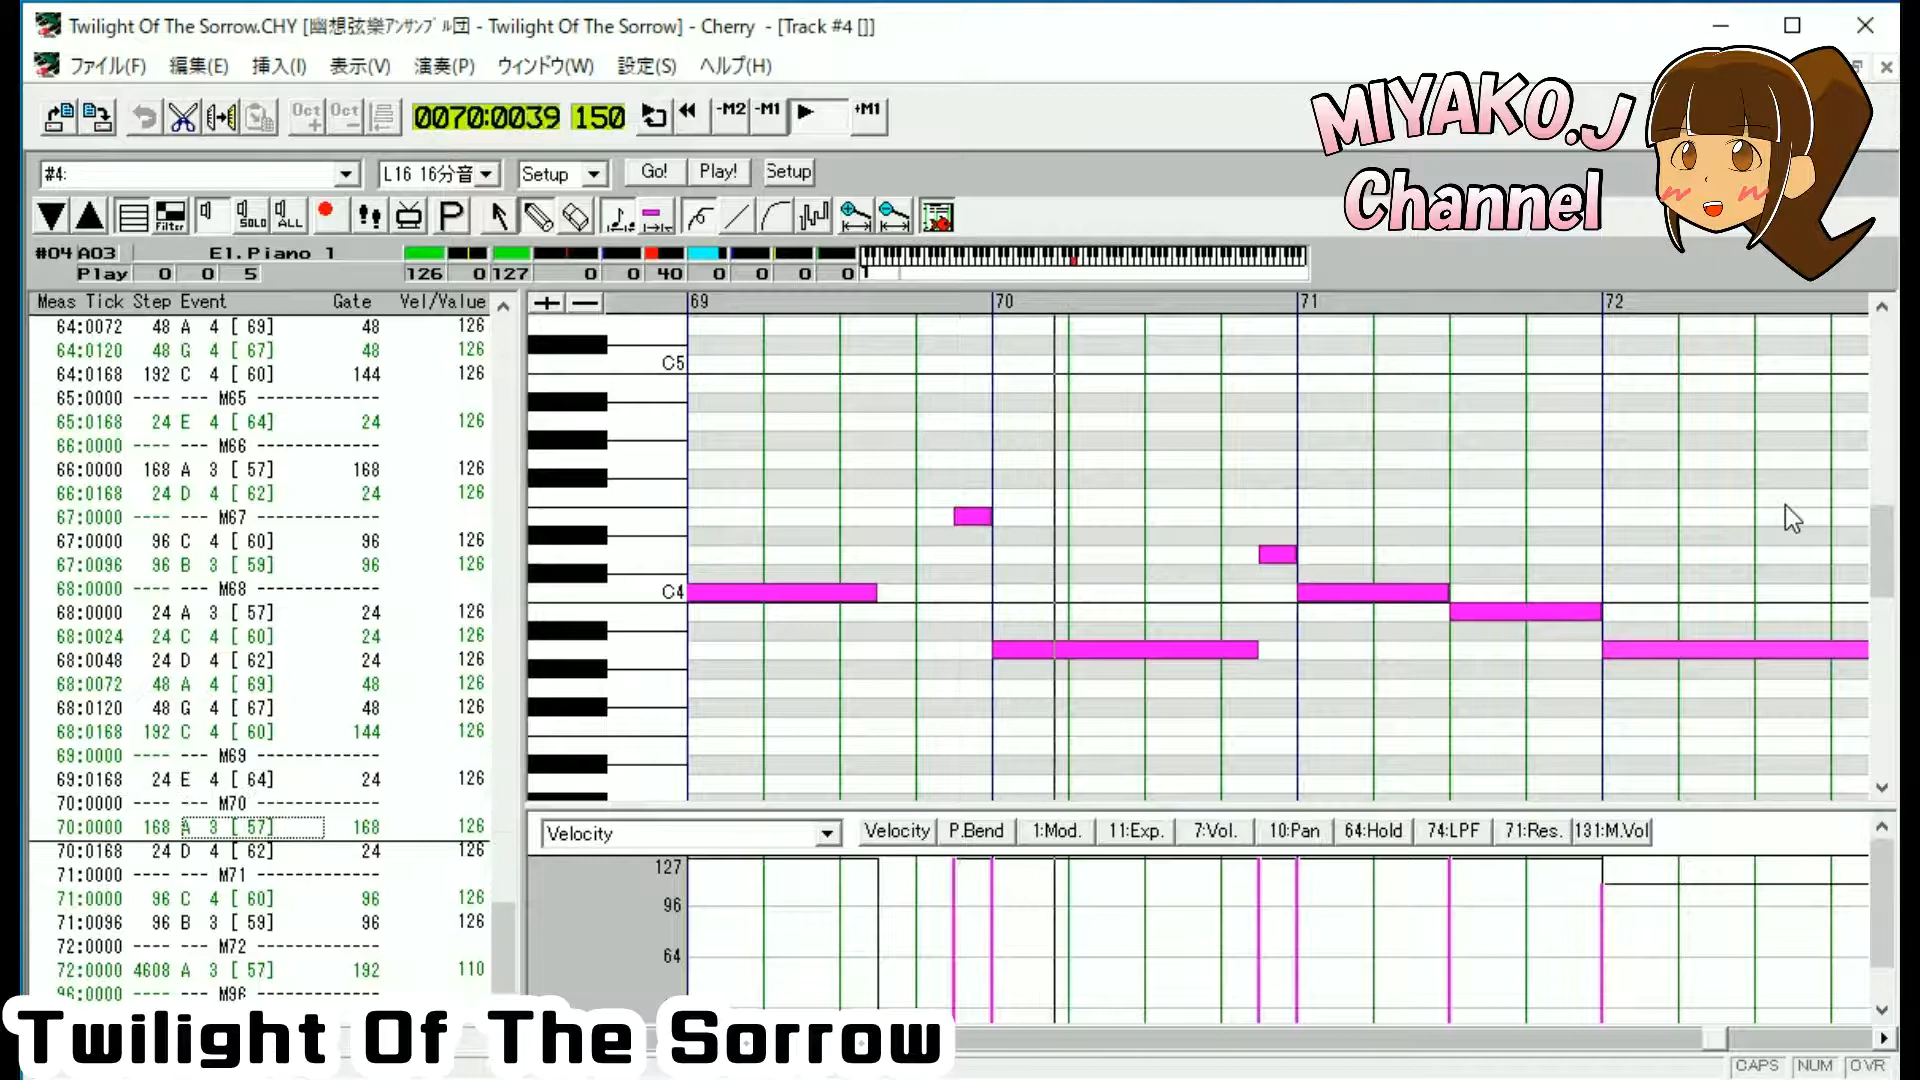 Twilight Of The Sorrow.CHY [幽想弦樂ｱﾝｻﾝﾌﾞﾙ団 - Twilight Of The Sorrow] - Cherry - [Track #4 []]
ファイル(F) 編集(E) 挿入(I) 表示(V) 演奏(P) ウィンドウ(W) 設定(S) ヘルプ(H)
MIYAKO.J
Channel
Oct + Oct - 0070:0039 150 -M2 -M1 +M1
#4: L16 16分音 Setup Go! Play! Setup
Filter SOLO ALL P
#04 A03 El.Piano 1
Play 0 0 5 126 0 127 0 0 40 0 0 0 0 1
Meas Tick Step Event Gate Vel/Value
64:0072 48 A 4 [ 69] 48 126
64:0120 48 G 4 [ 67] 48 126
64:0168 192 C 4 [ 60] 144 126
65:0000 ---- --- M65 --------------
65:0168 24 E 4 [ 64] 24 126
66:0000 ---- --- M66 --------------
66:0000 168 A 3 [ 57] 168 126
66:0168 24 D 4 [ 62] 24 126
67:0000 ---- --- M67 --------------
67:0000 96 C 4 [ 60] 96 126
67:0096 96 B 3 [ 59] 96 126
68:0000 ---- --- M68 --------------
68:0000 24 A 3 [ 57] 24 126
68:0024 24 C 4 [ 60] 24 126
68:0048 24 D 4 [ 62] 24 126
68:0072 48 A 4 [ 69] 48 126
68:0120 48 G 4 [ 67] 48 126
68:0168 192 C 4 [ 60] 144 126
69:0000 ---- --- M69 --------------
69:0168 24 E 4 [ 64] 24 126
70:0000 ---- --- M70 --------------
70:0000 168 A 3 [ 57] 168 126
70:0168 24 D 4 [ 62] 24 126
71:0000 ---- --- M71 --------------
71:0000 96 C 4 [ 60] 96 126
71:0096 96 B 3 [ 59] 96 126
72:0000 ---- --- M72 --------------
72:0000 4608 A 3 [ 57] 192 110
96:0000 ---- --- M96 --------------
69 70 71 72
C5
C4
Velocity Velocity P.Bend 1:Mod. 11:Exp. 7:Vol. 10:Pan 64:Hold 74:LPF 71:Res. 131:M.Vol
127
96
64
Twilight Of The Sorrow
CAPS NUM OVR